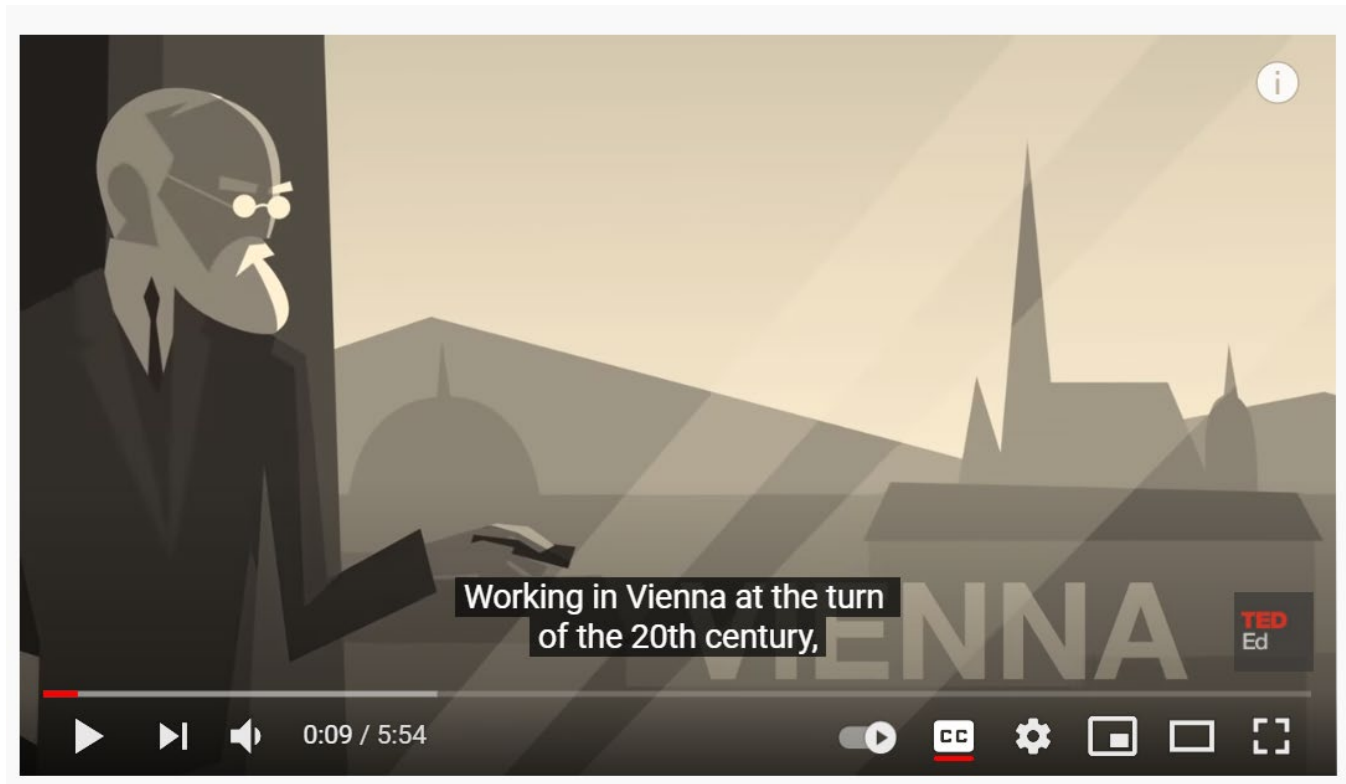 i
Working in Vienna at the turn
of the 20th century,
VIENNA
TED
Ed
0:09 / 5:54
CC